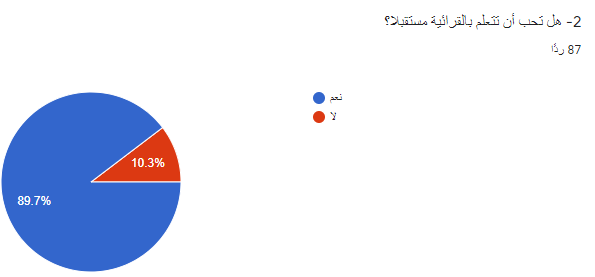 2- هل تحب أن تتعلم بالقرائية مستقبلا؟
87 ردًا
نعم
لا
10.3%
89.7%